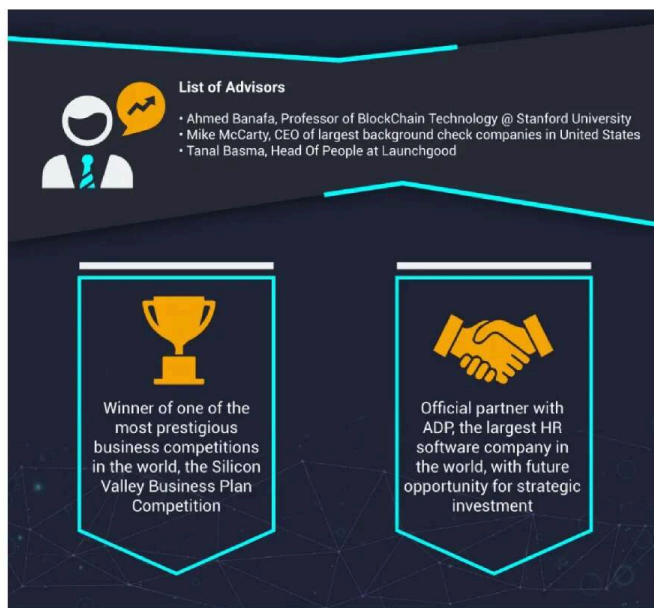 List of Advisors
• Ahmed Banafa, Professor of BlockChain Technology @ Stanford University
• Mike McCarty, CEO of largest background check companies in United States
• Tanal Basma, Head Of People at Launchgood
Winner of one of the
most prestigious
business competitions
in the world, the Silicon
Valley Business Plan
Competition
Official partner with
ADP, the largest HR
software company in
the world, with future
opportunity for strategic
investment